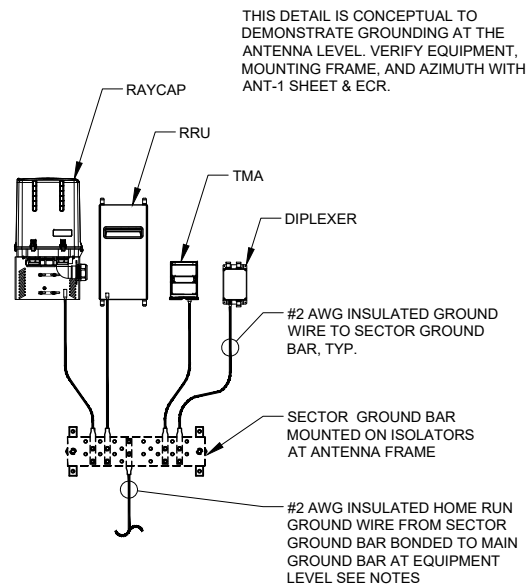 THIS DETAIL IS CONCEPTUAL TO
DEMONSTRATE GROUNDING AT THE
ANTENNA LEVEL. VERIFY EQUIPMENT,
MOUNTING FRAME, AND AZIMUTH WITH
ANT-1 SHEET & ECR.
RAYCAP
RRU
TMA
DIPLEXER
#2 AWG INSULATED GROUND
WIRE TO SECTOR GROUND
BAR, TYP.
SECTOR GROUND BAR
MOUNTED ON ISOLATORS
AT ANTENNA FRAME
#2 AWG INSULATED HOME RUN
GROUND WIRE FROM SECTOR
GROUND BAR BONDED TO MAIN
GROUND BAR AT EQUIPMENT
LEVEL SEE NOTES